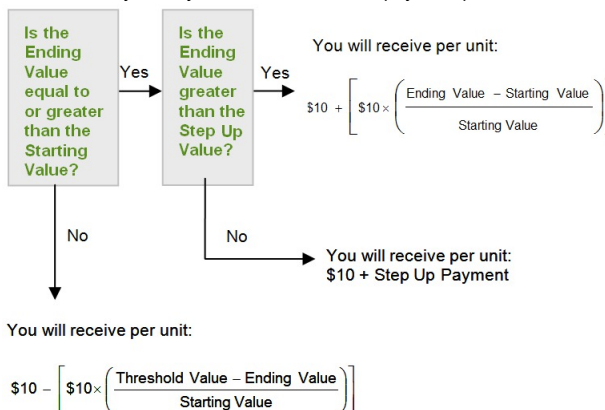 Is the
Ending
Value
equal to
or greater
than the
Starting
Value?
Yes
Is the
Ending
Value
greater
than the
Step Up
Value?
Yes
You will receive per unit:
$10 + [ $10 × ( Ending Value – Starting Value
Starting Value )
No
No
You will receive per unit:
$10 + Step Up Payment
You will receive per unit:
$10 – [ $10× ( Threshold Value – Ending Value
Starting Value ) ]